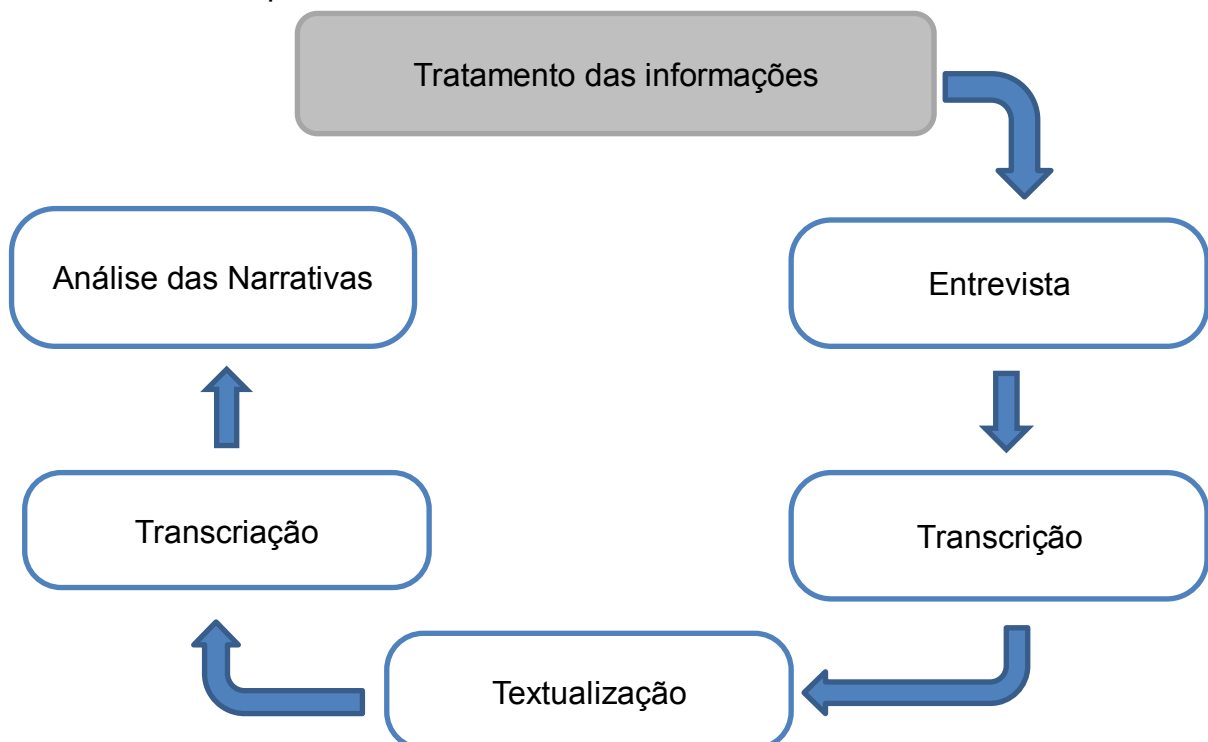 Tratamento das informações
Entrevista
Transcrição
Textualização
Transcriação
Análise das Narrativas